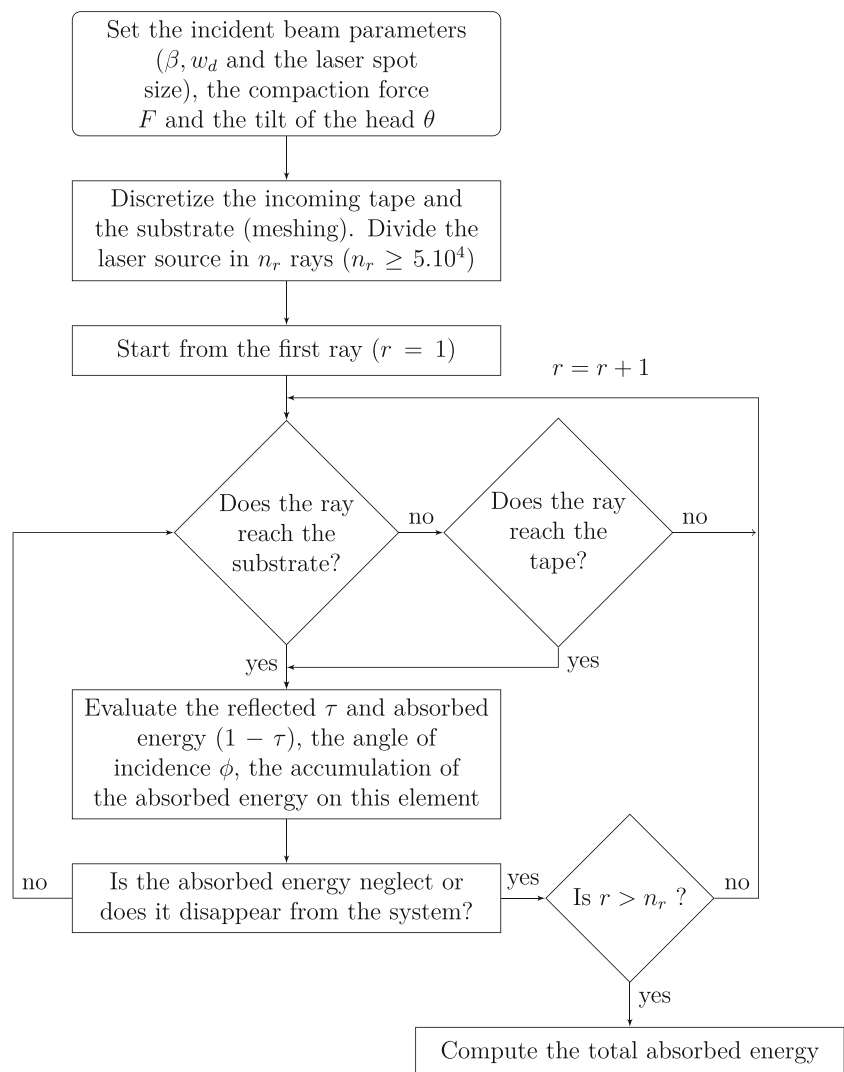 Set the incident beam parameters
(β, w_d and the laser spot
size), the compaction force
F and the tilt of the head θ
Discretize the incoming tape and
the substrate (meshing). Divide the
laser source in n_r rays (n_r ≥ 5.10⁴)
Start from the first ray (r = 1)
r = r + 1
Does the ray
reach the
substrate?
no
Does the ray
reach the
tape?
no
yes
yes
Evaluate the reflected τ and absorbed
energy (1 − τ), the angle of
incidence ϕ, the accumulation of
the absorbed energy on this element
no
Is the absorbed energy neglect or
does it disappear from the system?
yes
Is r > n_r ?
no
yes
Compute the total absorbed energy